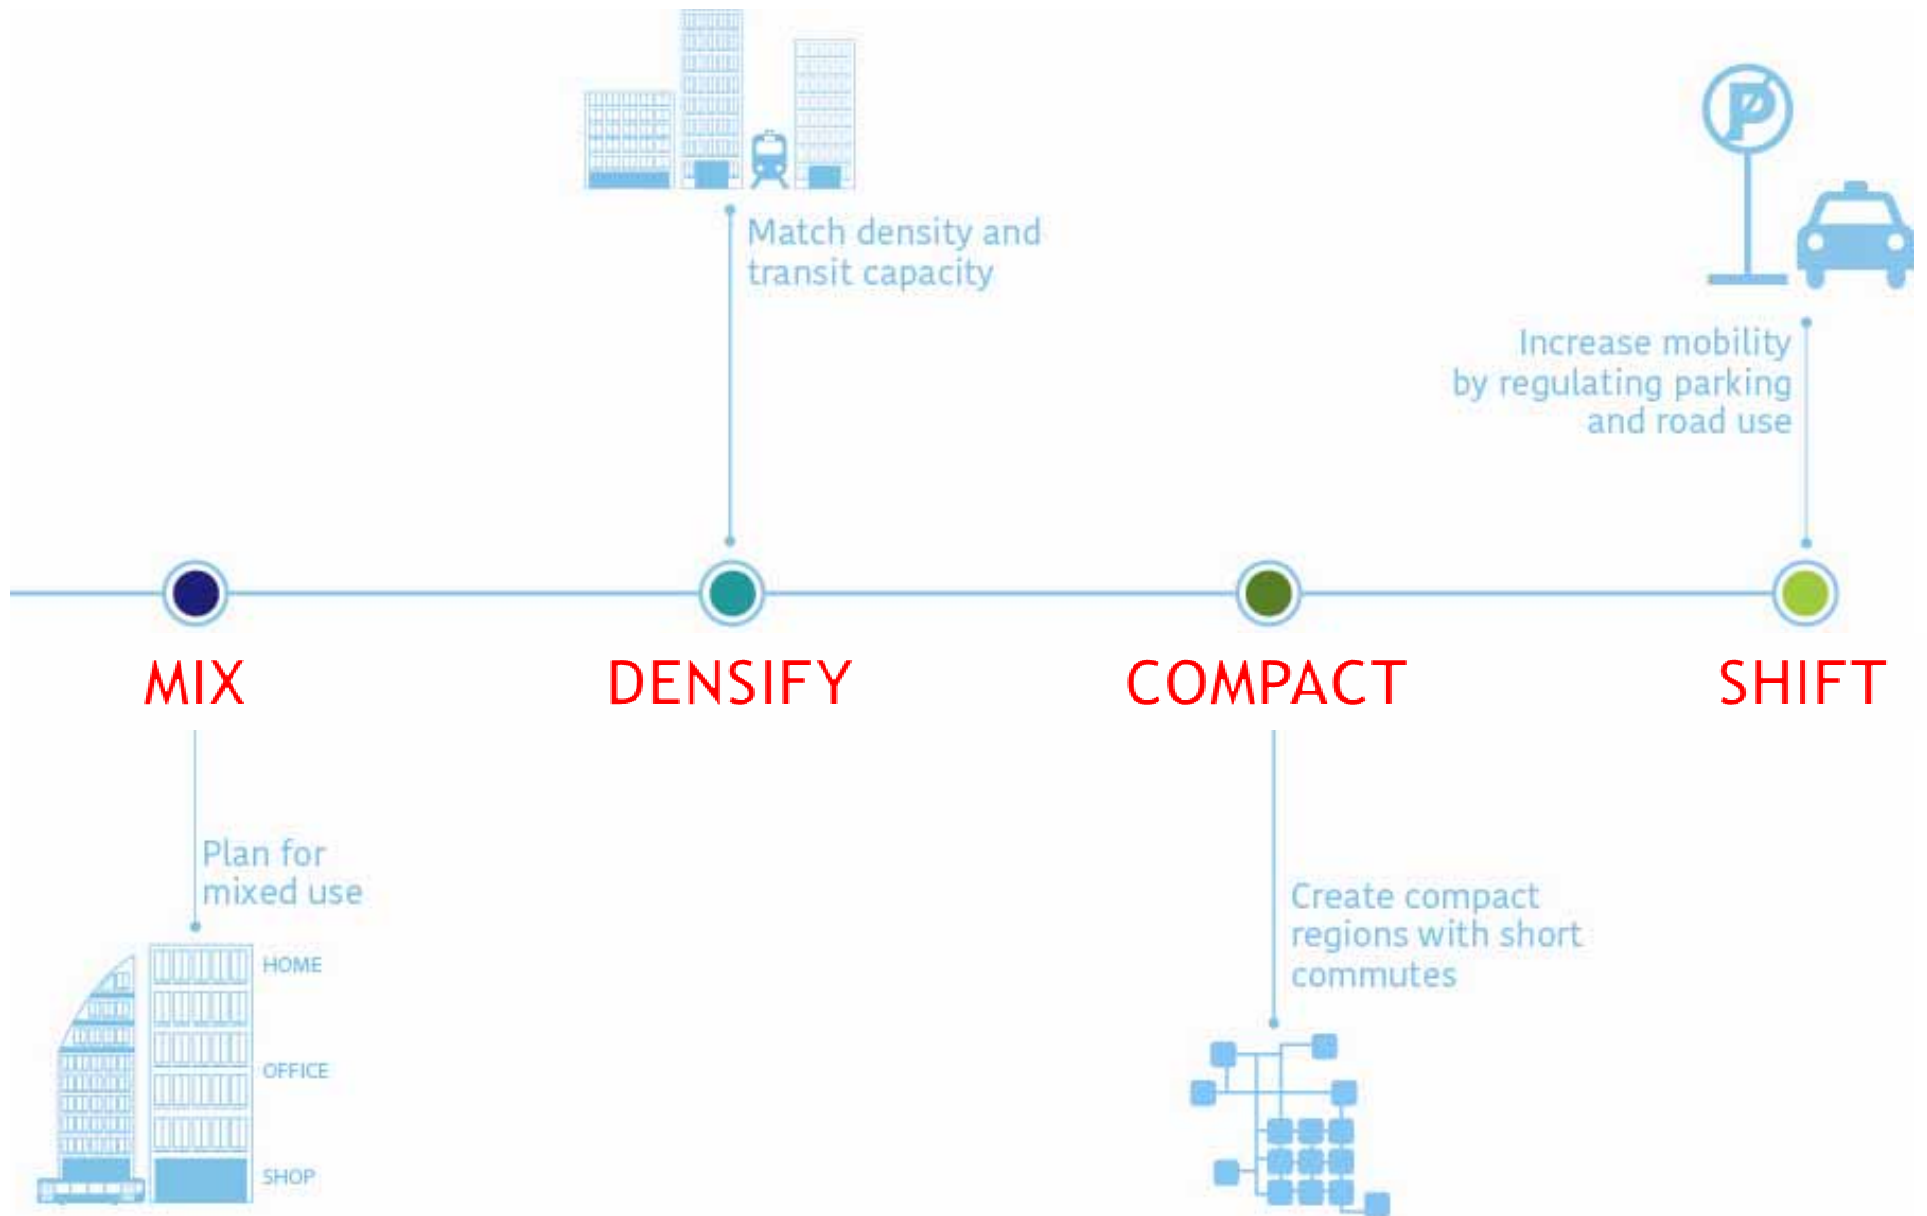 P
Match density and
transit capacity
Increase mobility
by regulating parking
and road use
MIX
DENSIFY
COMPACT
SHIFT
Plan for
mixed use
HOME
OFFICE
SHOP
Create compact
regions with short
commutes